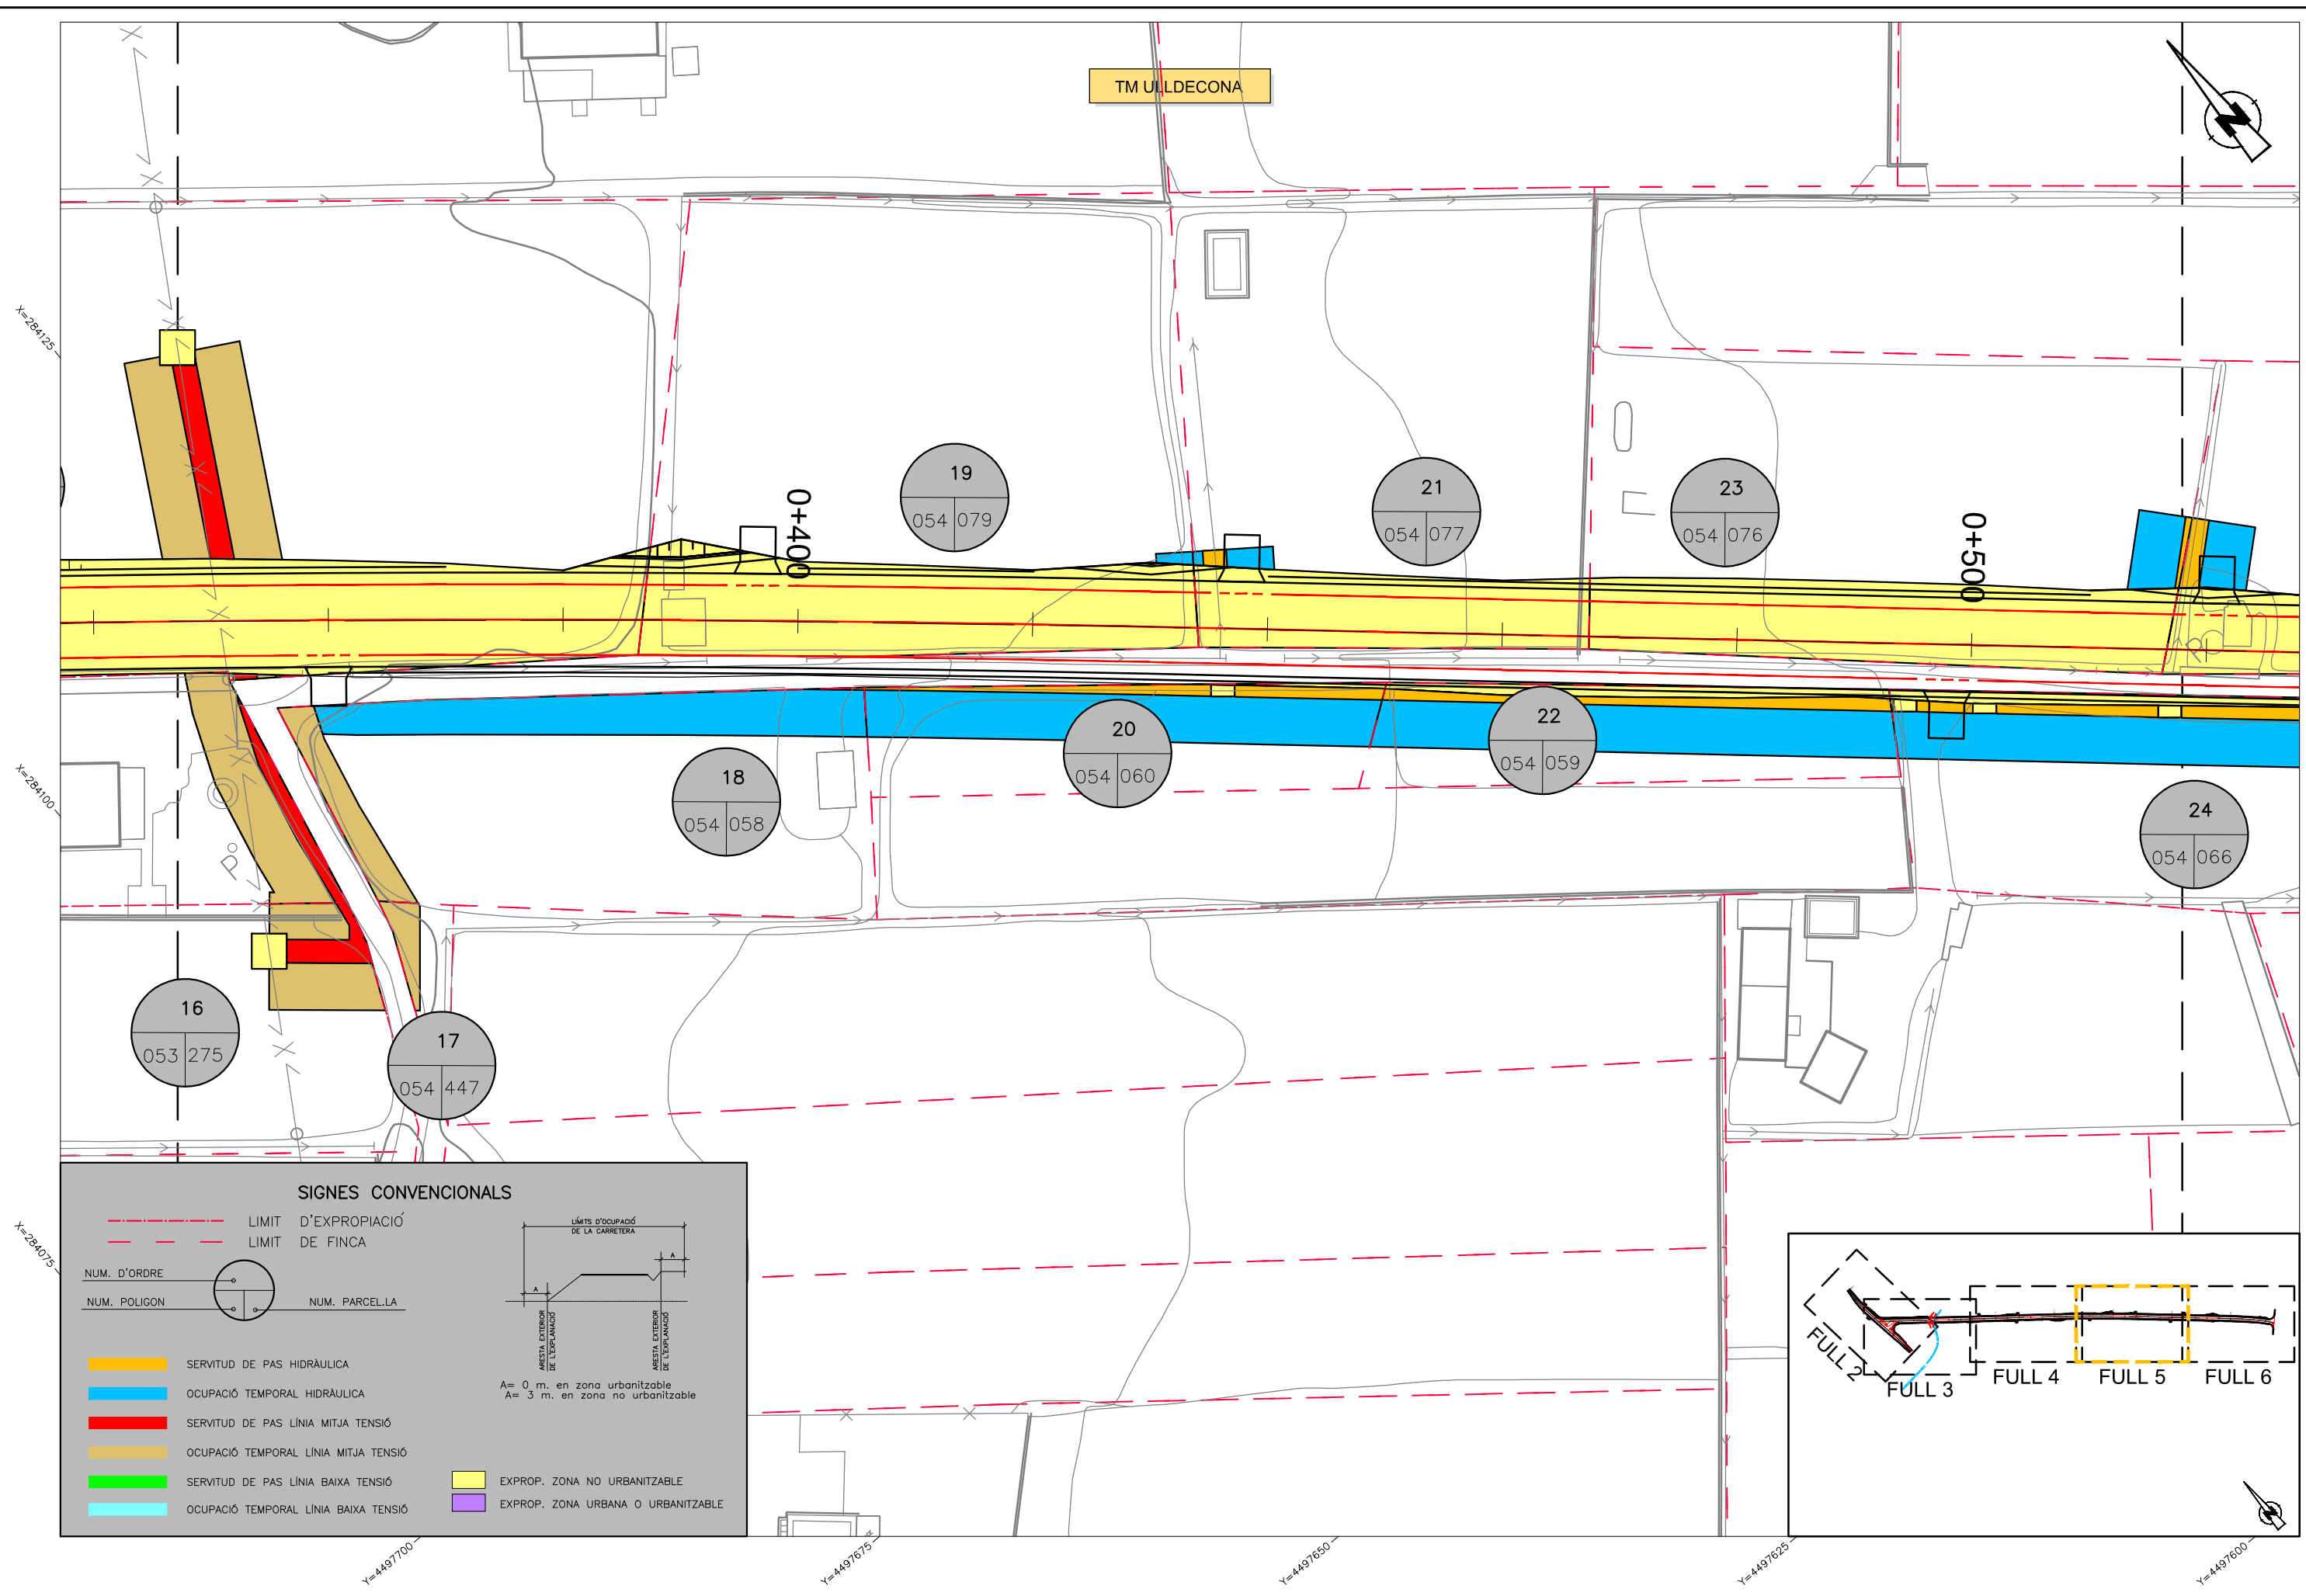 TM ULLDECONA
N
X=284125
19
054 079
21
054 077
23
054 076
0+400
0+500
20
054 060
22
054 059
18
054 058
24
054 066
X=284100
P.
16
053 275
17
054 447
X=284075
SIGNES CONVENCIONALS
LIMIT D'EXPROPIACIÓ
LIMIT DE FINCA
NUM. D'ORDRE
NUM. POLIGON
NUM. PARCEL.LA
LÍMITS D'OCUPACIÓ
DE LA CARRETERA
A
A
ARESTA EXTERIOR
DE L'EXPLANACIÓ
ARESTA EXTERIOR
DE L'EXPLANACIÓ
A= 0 m. en zona urbanitzable
A= 3 m. en zona no urbanitzable
SERVITUD DE PAS HIDRÀULICA
OCUPACIÓ TEMPORAL HIDRÀULICA
SERVITUD DE PAS LÍNIA MITJA TENSIÓ
OCUPACIÓ TEMPORAL LÍNIA MITJA TENSIÓ
SERVITUD DE PAS LÍNIA BAIXA TENSIÓ
OCUPACIÓ TEMPORAL LÍNIA BAIXA TENSIÓ
EXPROP. ZONA NO URBANITZABLE
EXPROP. ZONA URBANA O URBANITZABLE
FULL 2
FULL 3
FULL 4
FULL 5
FULL 6
N
Y=4497700
Y=4497675
Y=4497650
Y=4497625
Y=4497600